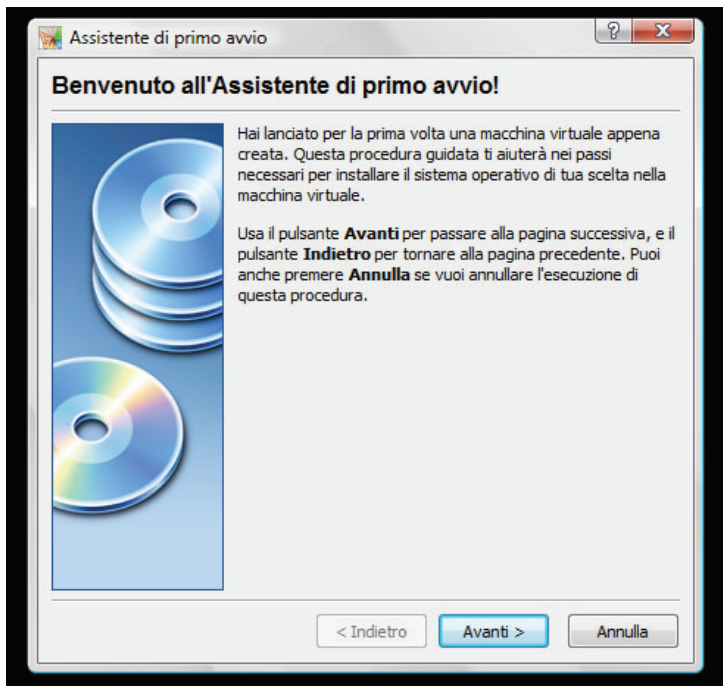 Assistente di primo avvio
?
X
Benvenuto all'Assistente di primo avvio!
Hai lanciato per la prima volta una macchina virtuale appena
creata. Questa procedura guidata ti aiuterà nei passi
necessari per installare il sistema operativo di tua scelta nella
macchina virtuale.
Usa il pulsante Avanti per passare alla pagina successiva, e il
pulsante Indietro per tornare alla pagina precedente. Puoi
anche premere Annulla se vuoi annullare l'esecuzione di
questa procedura.
< Indietro
Avanti >
Annulla